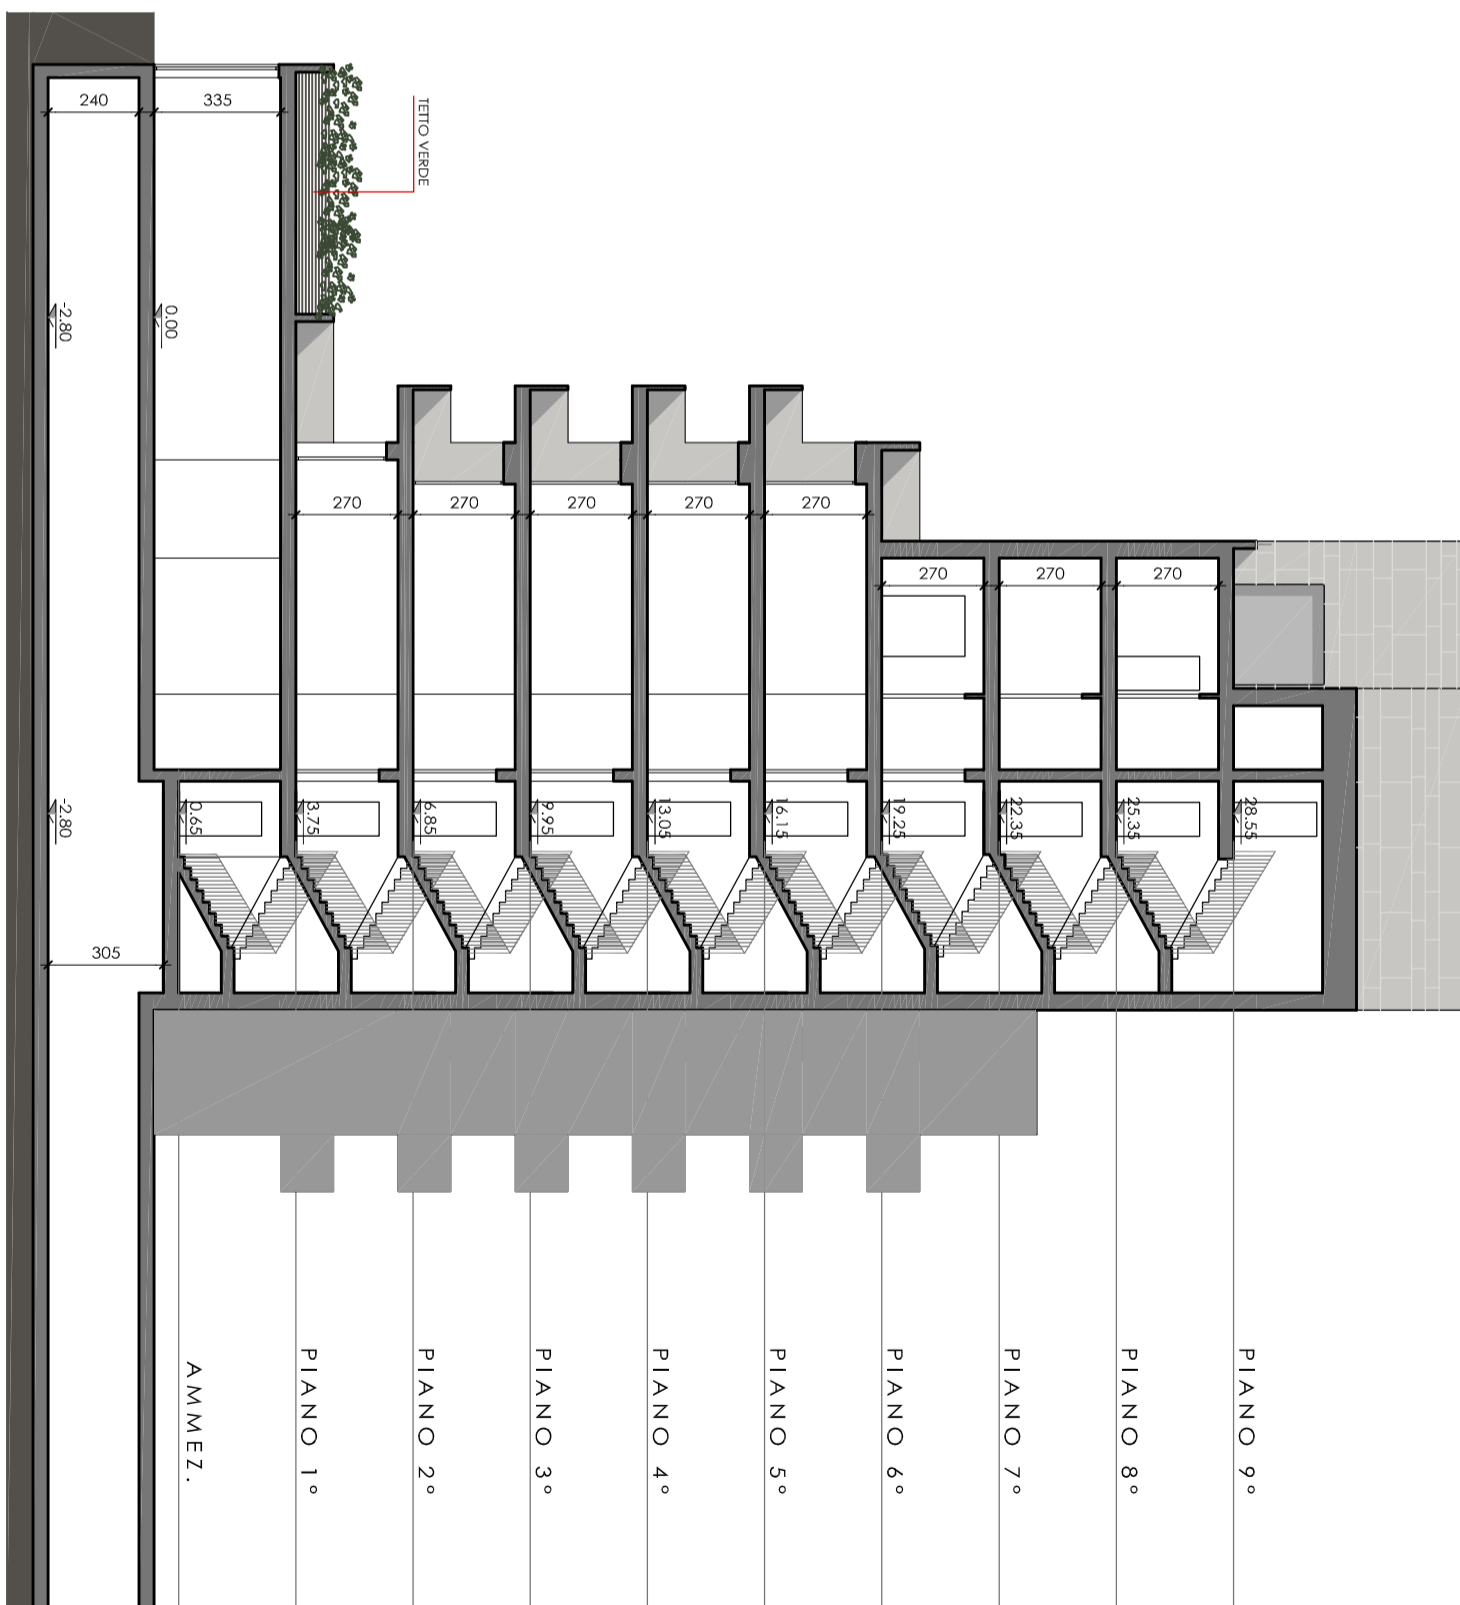 240
335
TETTO VERDE
-2.80
0.00
270
270
270
270
270
270
270
270
-2.80
0.65
3.75
6.85
9.95
13.05
16.15
19.25
22.35
25.35
28.55
305
AMMEZ.
PIANO 1°
PIANO 2°
PIANO 3°
PIANO 4°
PIANO 5°
PIANO 6°
PIANO 7°
PIANO 8°
PIANO 9°